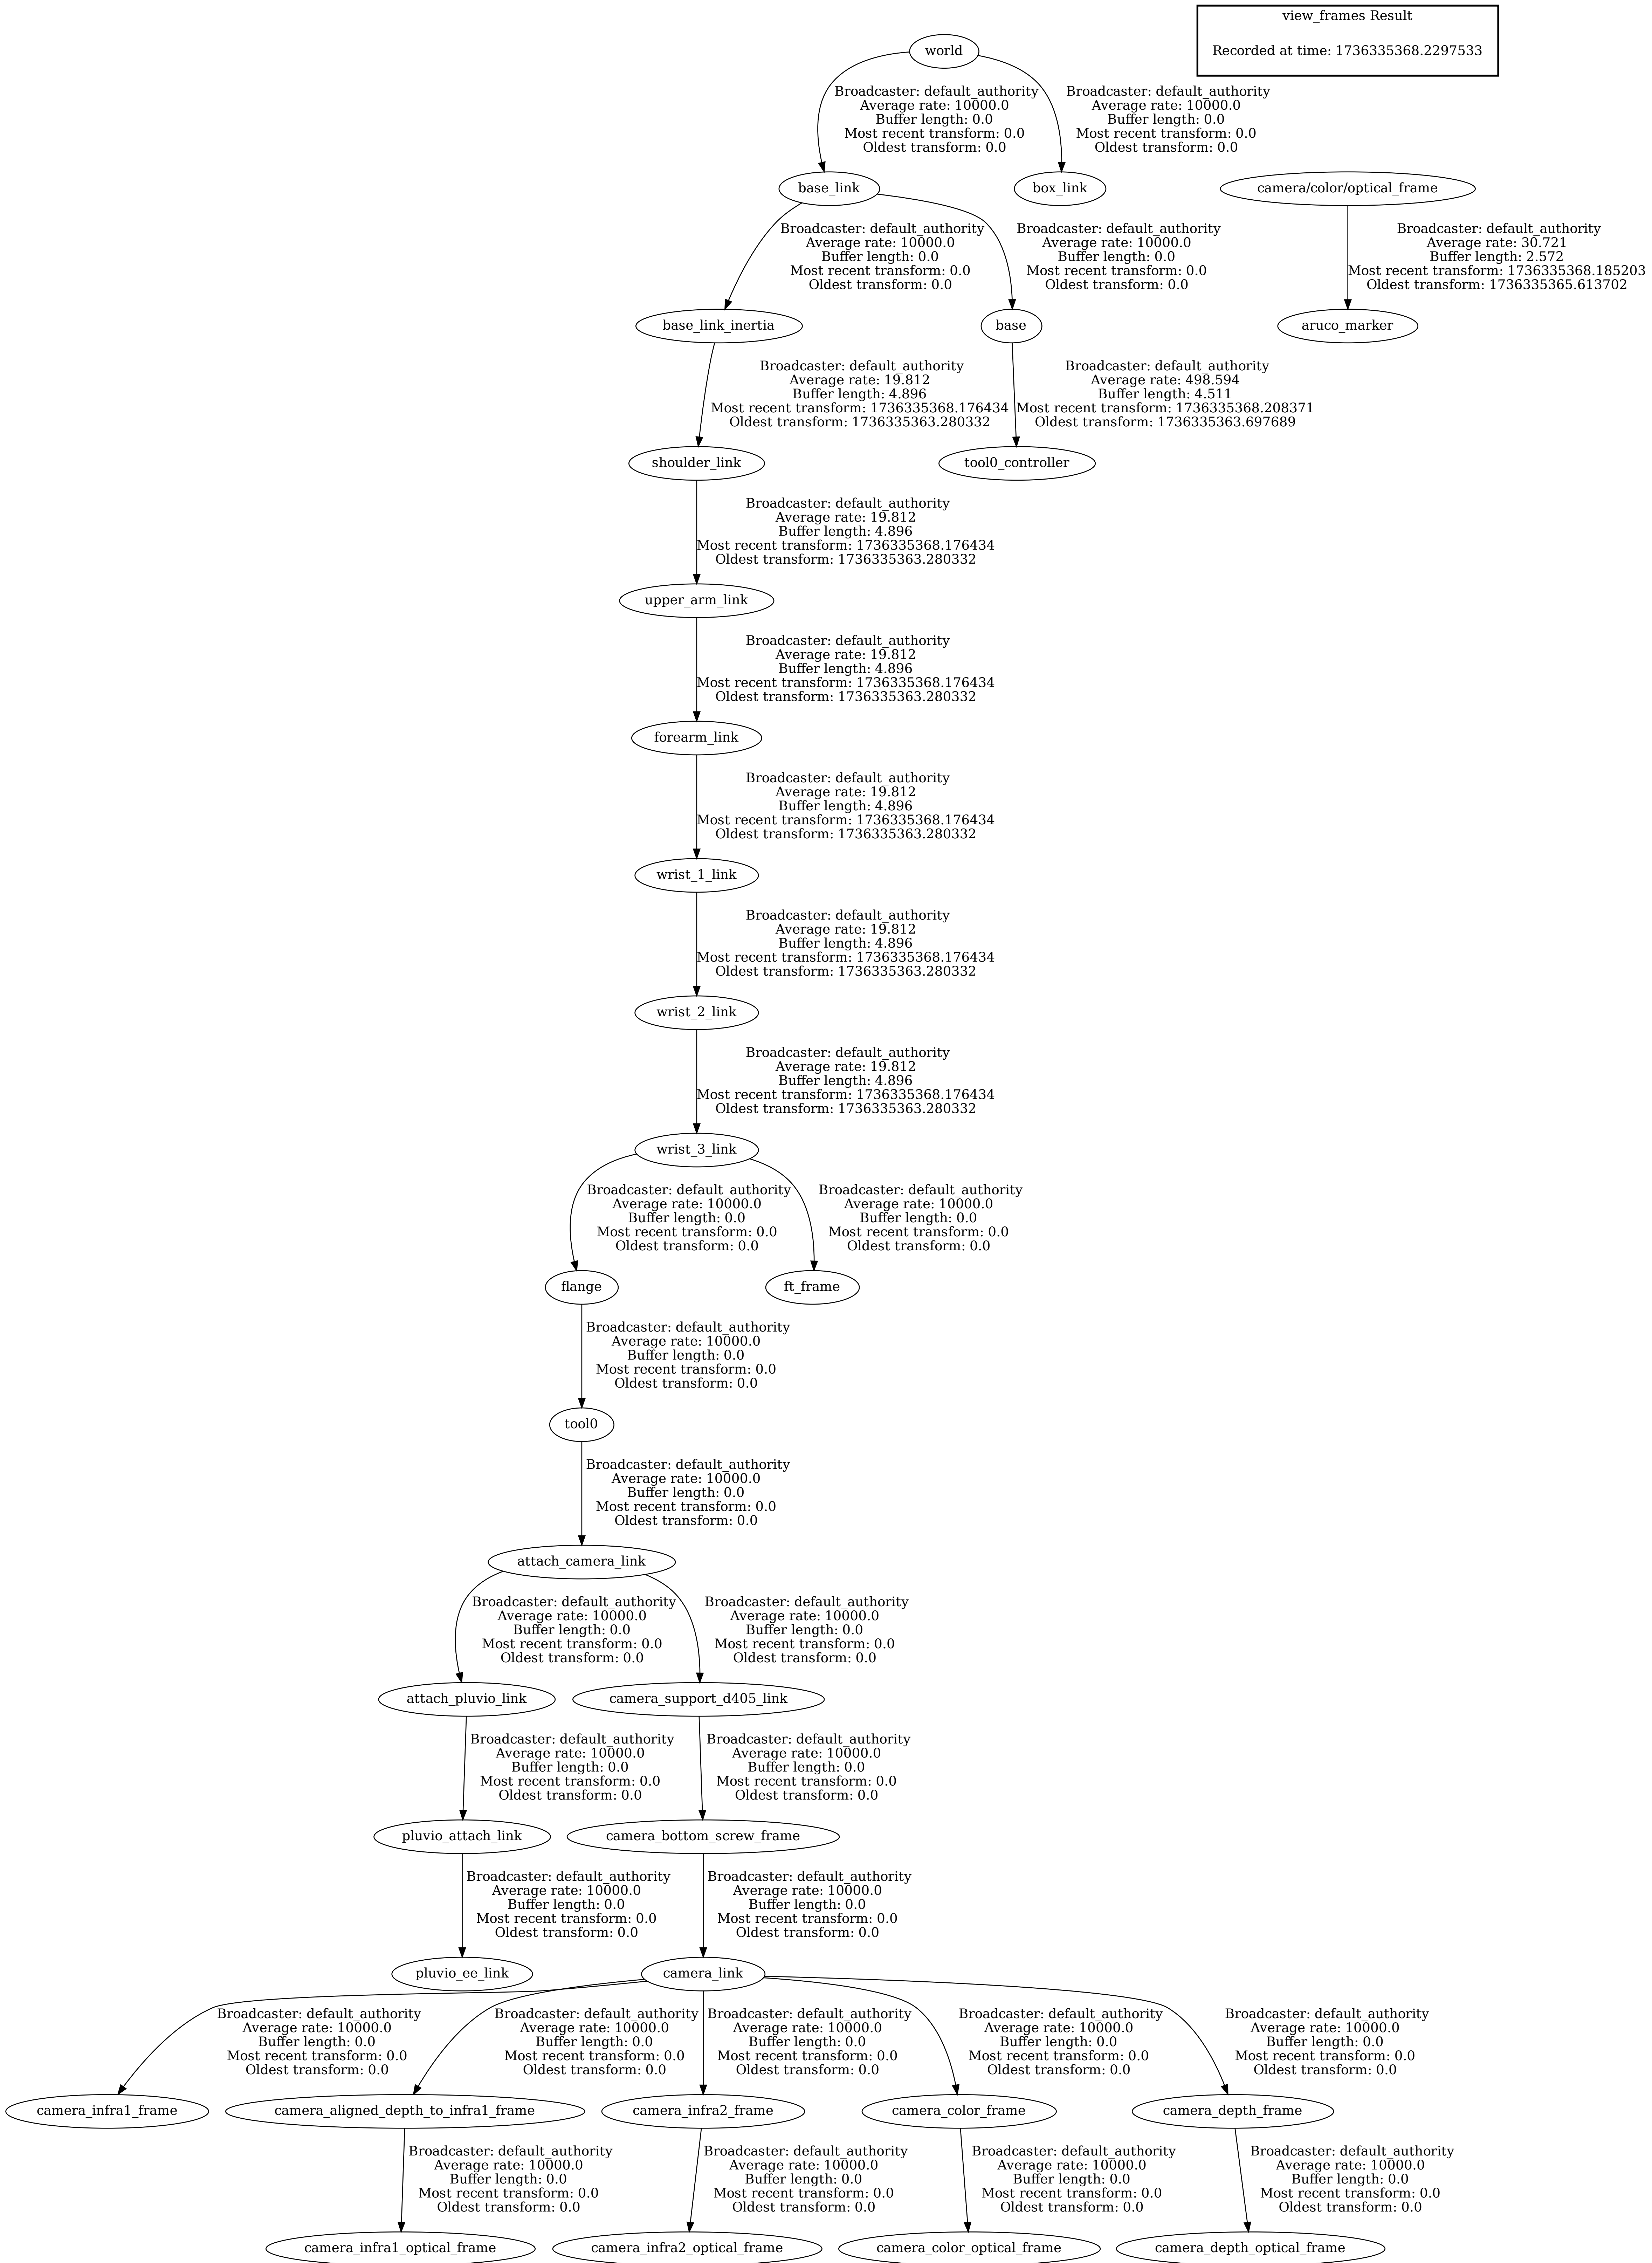 view_frames Result
Recorded at time: 1736335368.2297533
world
Broadcaster: default_authority
Average rate: 10000.0
Buffer length: 0.0
Most recent transform: 0.0
Oldest transform: 0.0
Broadcaster: default_authority
Average rate: 10000.0
Buffer length: 0.0
Most recent transform: 0.0
Oldest transform: 0.0
base_link
box_link
camera/color/optical_frame
Broadcaster: default_authority
Average rate: 10000.0
Buffer length: 0.0
Most recent transform: 0.0
Oldest transform: 0.0
Broadcaster: default_authority
Average rate: 10000.0
Buffer length: 0.0
Most recent transform: 0.0
Oldest transform: 0.0
Broadcaster: default_authority
Average rate: 30.721
Buffer length: 2.572
Most recent transform: 1736335368.185203
Oldest transform: 1736335365.613702
base_link_inertia
base
aruco_marker
Broadcaster: default_authority
Average rate: 19.812
Buffer length: 4.896
Most recent transform: 1736335368.176434
Oldest transform: 1736335363.280332
Broadcaster: default_authority
Average rate: 498.594
Buffer length: 4.511
Most recent transform: 1736335368.208371
Oldest transform: 1736335363.697689
shoulder_link
tool0_controller
Broadcaster: default_authority
Average rate: 19.812
Buffer length: 4.896
Most recent transform: 1736335368.176434
Oldest transform: 1736335363.280332
upper_arm_link
Broadcaster: default_authority
Average rate: 19.812
Buffer length: 4.896
Most recent transform: 1736335368.176434
Oldest transform: 1736335363.280332
forearm_link
Broadcaster: default_authority
Average rate: 19.812
Buffer length: 4.896
Most recent transform: 1736335368.176434
Oldest transform: 1736335363.280332
wrist_1_link
Broadcaster: default_authority
Average rate: 19.812
Buffer length: 4.896
Most recent transform: 1736335368.176434
Oldest transform: 1736335363.280332
wrist_2_link
Broadcaster: default_authority
Average rate: 19.812
Buffer length: 4.896
Most recent transform: 1736335368.176434
Oldest transform: 1736335363.280332
wrist_3_link
Broadcaster: default_authority
Average rate: 10000.0
Buffer length: 0.0
Most recent transform: 0.0
Oldest transform: 0.0
Broadcaster: default_authority
Average rate: 10000.0
Buffer length: 0.0
Most recent transform: 0.0
Oldest transform: 0.0
flange
ft_frame
Broadcaster: default_authority
Average rate: 10000.0
Buffer length: 0.0
Most recent transform: 0.0
Oldest transform: 0.0
tool0
Broadcaster: default_authority
Average rate: 10000.0
Buffer length: 0.0
Most recent transform: 0.0
Oldest transform: 0.0
attach_camera_link
Broadcaster: default_authority
Average rate: 10000.0
Buffer length: 0.0
Most recent transform: 0.0
Oldest transform: 0.0
Broadcaster: default_authority
Average rate: 10000.0
Buffer length: 0.0
Most recent transform: 0.0
Oldest transform: 0.0
attach_pluvio_link
camera_support_d405_link
Broadcaster: default_authority
Average rate: 10000.0
Buffer length: 0.0
Most recent transform: 0.0
Oldest transform: 0.0
Broadcaster: default_authority
Average rate: 10000.0
Buffer length: 0.0
Most recent transform: 0.0
Oldest transform: 0.0
pluvio_attach_link
camera_bottom_screw_frame
Broadcaster: default_authority
Average rate: 10000.0
Buffer length: 0.0
Most recent transform: 0.0
Oldest transform: 0.0
Broadcaster: default_authority
Average rate: 10000.0
Buffer length: 0.0
Most recent transform: 0.0
Oldest transform: 0.0
pluvio_ee_link
camera_link
Broadcaster: default_authority
Average rate: 10000.0
Buffer length: 0.0
Most recent transform: 0.0
Oldest transform: 0.0
Broadcaster: default_authority
Average rate: 10000.0
Buffer length: 0.0
Most recent transform: 0.0
Oldest transform: 0.0
Broadcaster: default_authority
Average rate: 10000.0
Buffer length: 0.0
Most recent transform: 0.0
Oldest transform: 0.0
Broadcaster: default_authority
Average rate: 10000.0
Buffer length: 0.0
Most recent transform: 0.0
Oldest transform: 0.0
Broadcaster: default_authority
Average rate: 10000.0
Buffer length: 0.0
Most recent transform: 0.0
Oldest transform: 0.0
camera_infra1_frame
camera_aligned_depth_to_infra1_frame
camera_infra2_frame
camera_color_frame
camera_depth_frame
Broadcaster: default_authority
Average rate: 10000.0
Buffer length: 0.0
Most recent transform: 0.0
Oldest transform: 0.0
Broadcaster: default_authority
Average rate: 10000.0
Buffer length: 0.0
Most recent transform: 0.0
Oldest transform: 0.0
Broadcaster: default_authority
Average rate: 10000.0
Buffer length: 0.0
Most recent transform: 0.0
Oldest transform: 0.0
Broadcaster: default_authority
Average rate: 10000.0
Buffer length: 0.0
Most recent transform: 0.0
Oldest transform: 0.0
camera_infra1_optical_frame
camera_infra2_optical_frame
camera_color_optical_frame
camera_depth_optical_frame